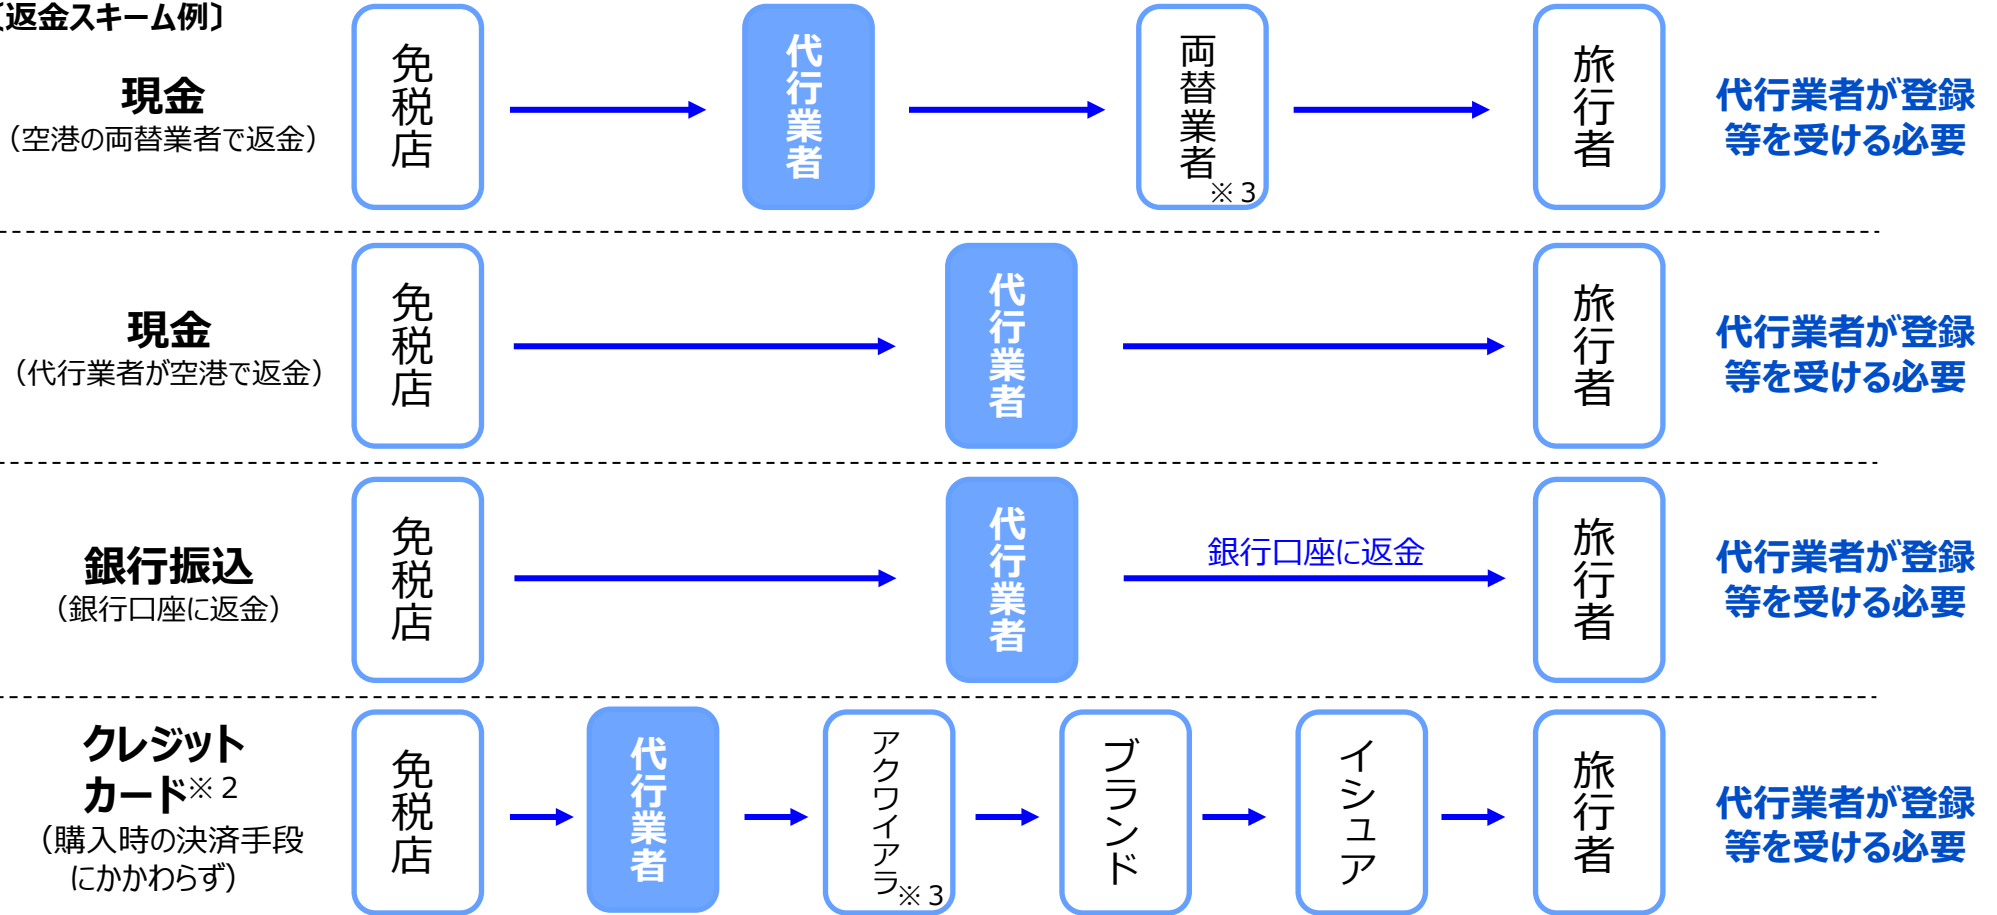 〔返金スキーム例〕
現金
（空港の両替業者で返金）
免税店
代行業者
両替業者
※３
旅行者
代行業者が登録
等を受ける必要
現金
（代行業者が空港で返金）
免税店
代行業者
旅行者
代行業者が登録
等を受ける必要
銀行振込
（銀行口座に返金）
免税店
代行業者
銀行口座に返金
旅行者
代行業者が登録
等を受ける必要
クレジット
カード※２
（購入時の決済手段
にかかわらず）
免税店
代行業者
アクワイアラ
※３
ブランド
イシュア
旅行者
代行業者が登録
等を受ける必要